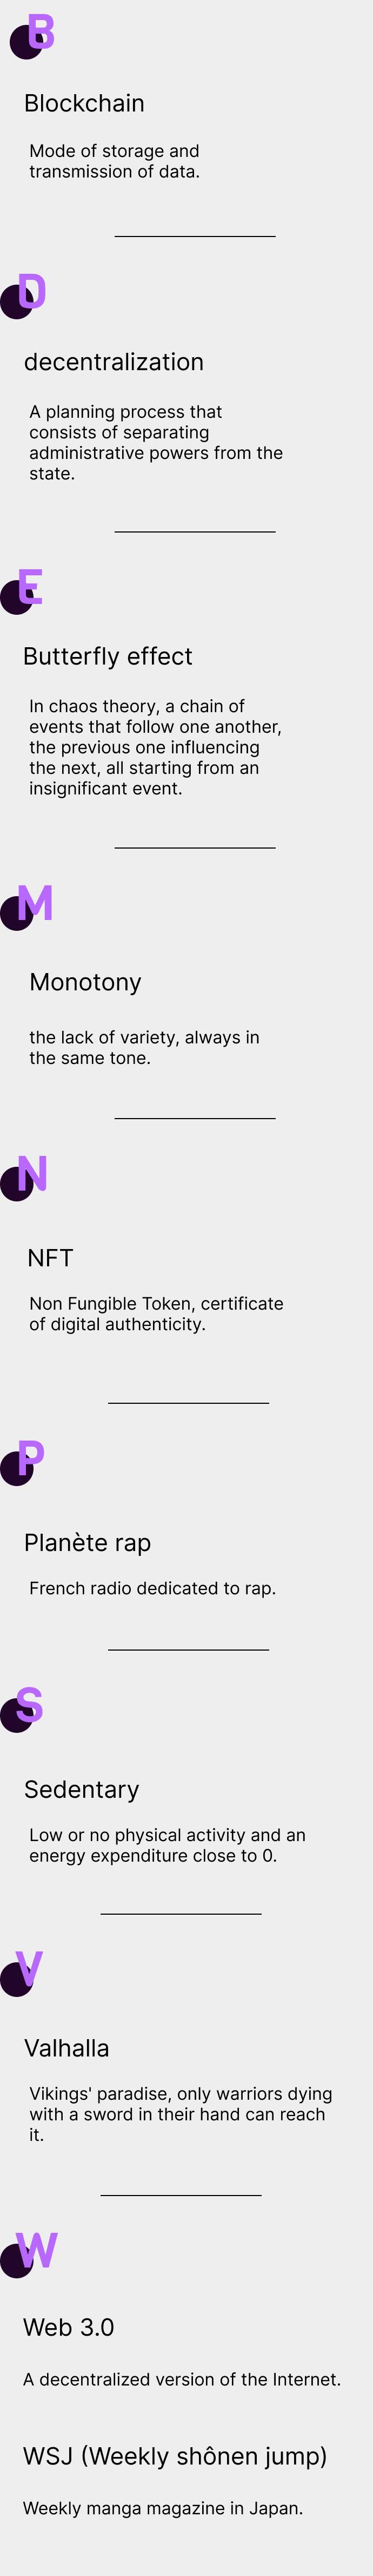 B
Blockchain
Mode of storage and
transmission of data.
D
decentralization
A planning process that
consists of separating
administrative powers from the
state.
E
Butterfly effect
In chaos theory, a chain of
events that follow one another,
the previous one influencing
the next, all starting from an
insignificant event.
M
Monotony
the lack of variety, always in
the same tone.
N
NFT
Non Fungible Token, certificate
of digital authenticity.
P
Planète rap
French radio dedicated to rap.
S
Sedentary
Low or no physical activity and an
energy expenditure close to 0.
V
Valhalla
Vikings' paradise, only warriors dying
with a sword in their hand can reach
it.
W
Web 3.0
A decentralized version of the Internet.
WSJ (Weekly shônen jump)
Weekly manga magazine in Japan.